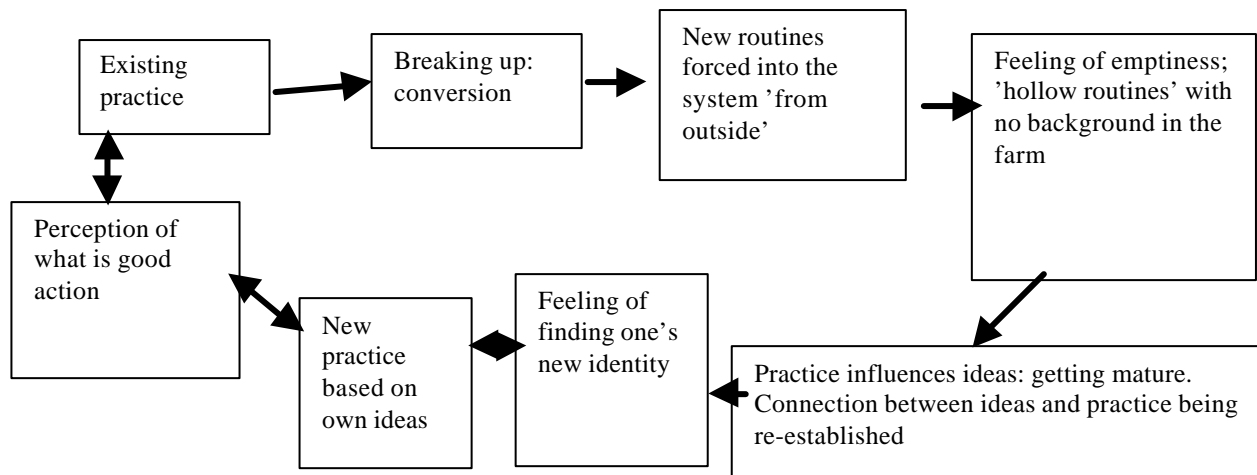 Existing
practice
Breaking up:
conversion
New routines
forced into the
system ’from
outside’
Feeling of emptiness;
’hollow routines’ with
no background in the
farm
Perception of
what is good
action
New
practice
based on
own ideas
Feeling of
finding one’s
new identity
Practice influences ideas: getting mature.
Connection between ideas and practice being
re-established